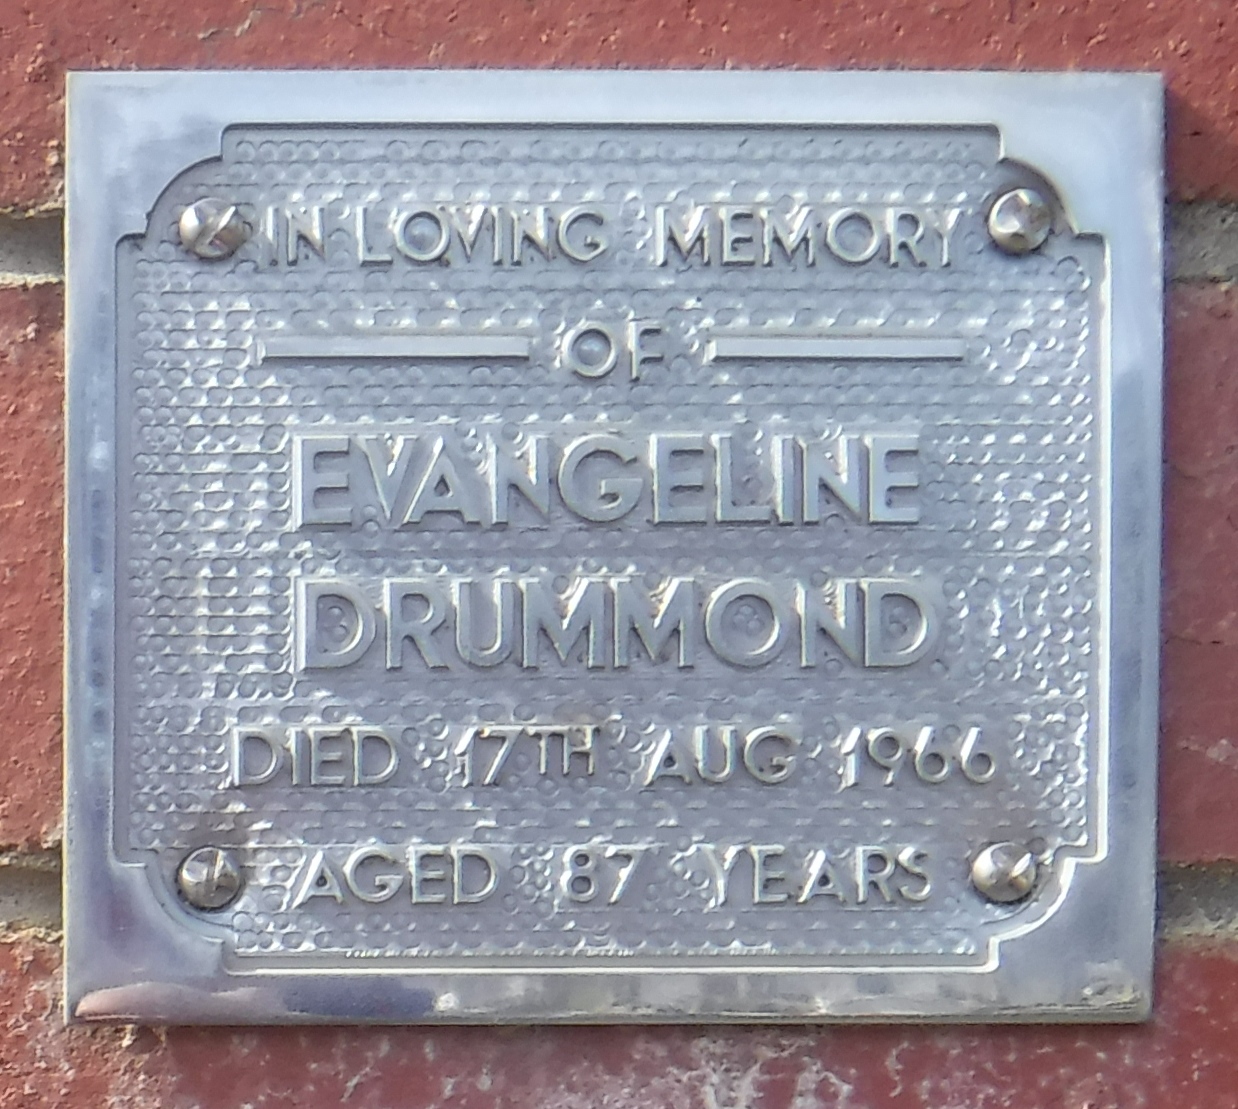 IN LOVING MEMORY
OF
EVANGELINE
DRUMMOND
DIED 17TH AUG 1966
AGED 87 YEARS